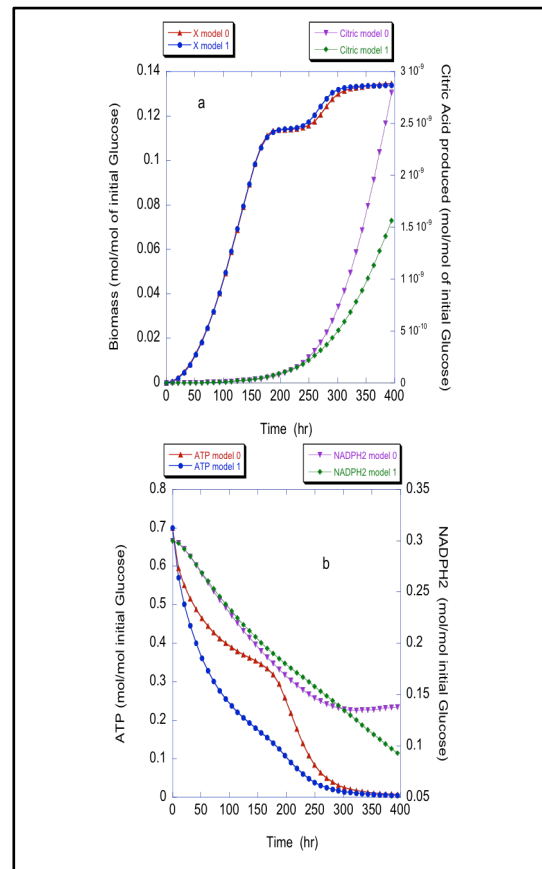 X model 0
X model 1
Citric model 0
Citric model 1
a
Biomass (mol/mol of initial Glucose)
0.14
0.12
0.1
0.08
0.06
0.04
0.02
0
3 10-9
2.5 10-9
2 10-9
1.5 10-9
1 10-9
5 10-10
0
Citric Acid produced (mol/mol of initial Glucose)
0 50 100 150 200 250 300 350 400
Time (hr)
ATP model 0
ATP model 1
NADPH2 model 0
NADPH2 model 1
b
ATP (mol/mol initial Glucose)
0.8
0.7
0.6
0.5
0.4
0.3
0.2
0.1
0
0.35
0.3
0.25
0.2
0.15
0.1
0.05
NADPH2 (mol/mol initial Glucose)
0 50 100 150 200 250 300 350 400
Time (hr)